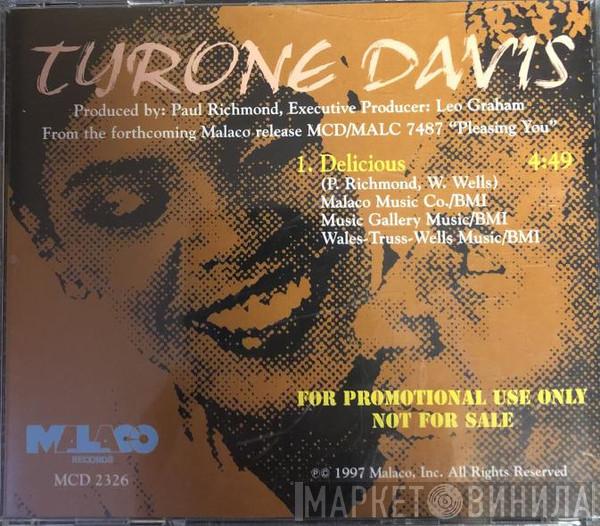 TYRONE DAVIS
Produced by: Paul Richmond, Executive Producer: Leo Graham
From the forthcoming Malaco release MCD/MALC 7487 “Pleasing You”
1. Delicious 4:49
(P. Richmond, W. Wells)
Malaco Music Co./BMI
Music Gallery Music/BMI
Wales-Truss-Wells Music/BMI
FOR PROMOTIONAL USE ONLY
NOT FOR SALE
MALACO
RECORDS
MCD 2326
℗© 1997 Malaco, Inc. All Rights Reserved
МАРКЕТ ВИНИЛА